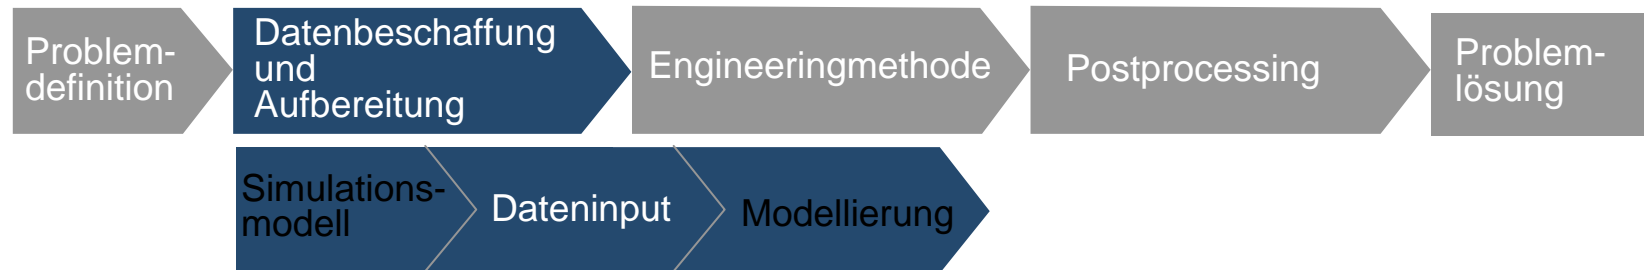 Problem-
definition
Datenbeschaffung
und
Aufbereitung
Engineeringmethode
Postprocessing
Problem-
lösung
Simulations-
modell
Dateninput
Modellierung